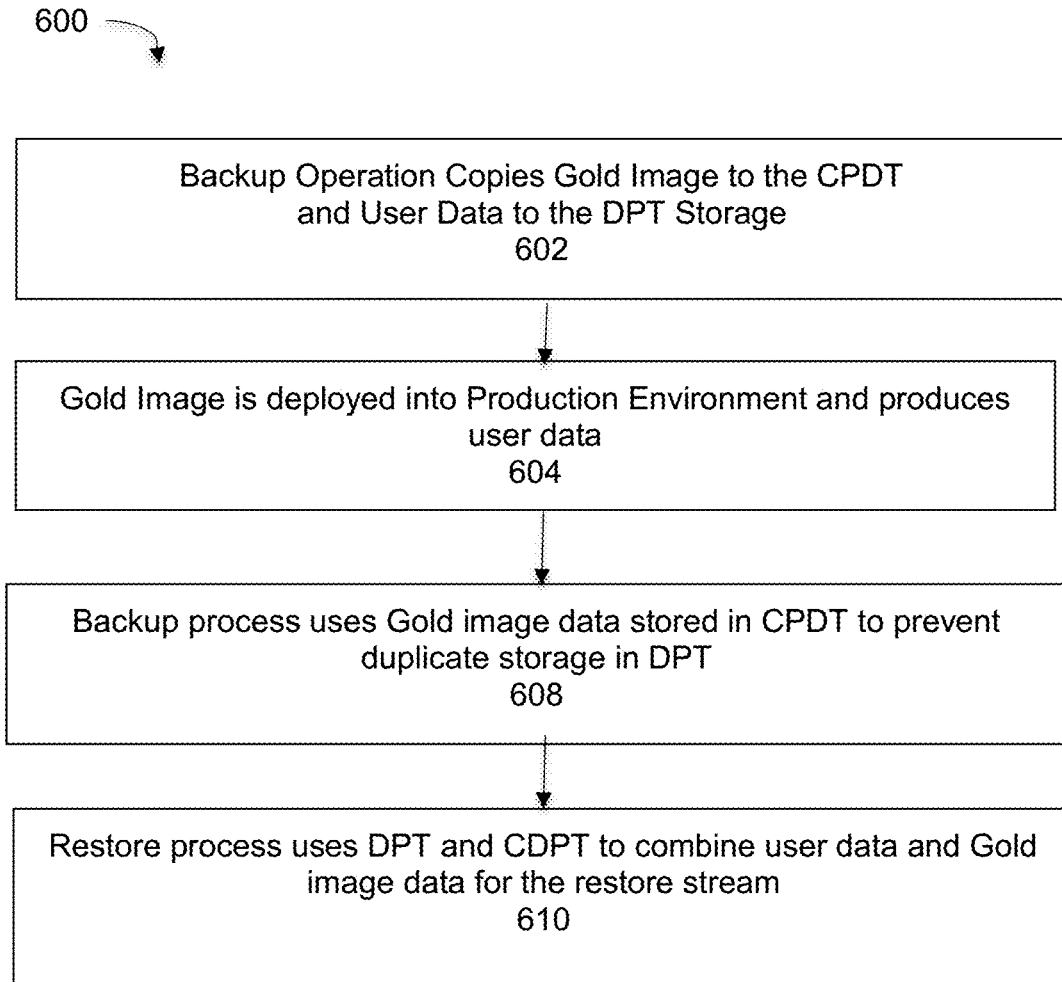 600
Backup Operation Copies Gold Image to the CPDT
and User Data to the DPT Storage
602
Gold Image is deployed into Production Environment and produces
user data
604
Backup process uses Gold image data stored in CPDT to prevent
duplicate storage in DPT
608
Restore process uses DPT and CDPT to combine user data and Gold
image data for the restore stream
610